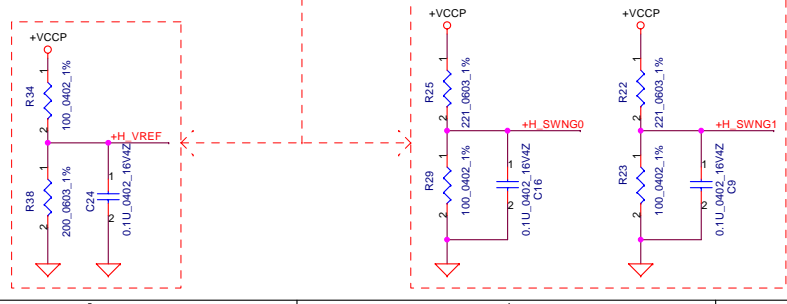 +VCCP
1
R34
100_0402_1%
2
+H_VREF
1
R38
200_0603_1%
2
1
C24
0.1U_0402_16V4Z
2
+VCCP
1
R25
221_0603_1%
2
+H_SWNG0
1
R29
100_0402_1%
2
1
C16
0.1U_0402_16V4Z
2
+VCCP
1
R22
221_0603_1%
2
+H_SWNG1
1
R23
100_0402_1%
2
1
C9
0.1U_0402_16V4Z
2